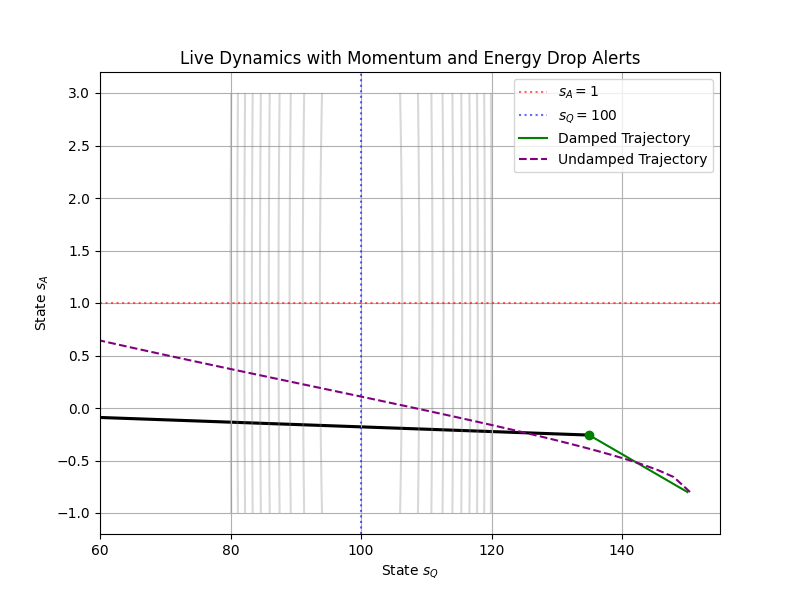 Live Dynamics with Momentum and Energy Drop Alerts
3.0
2.5
2.0
1.5
1.0
0.5
0.0
−0.5
−1.0
State s_A
s_A = 1
s_Q = 100
Damped Trajectory
Undamped Trajectory
60 80 100 120 140
State s_Q